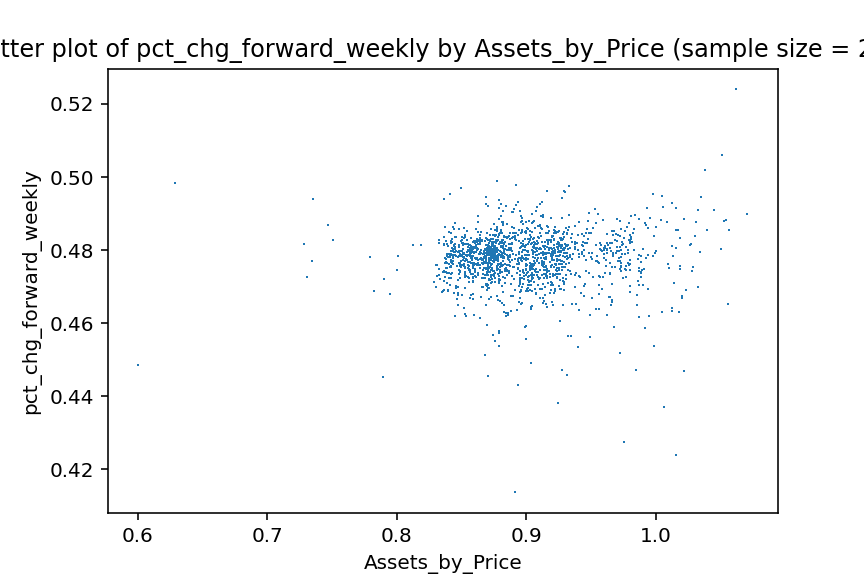 tter plot of pct_chg_forward_weekly by Assets_by_Price (sample size = 2
0.52
0.50
0.48
0.46
0.44
0.42
pct_chg_forward_weekly
0.6 0.7 0.8 0.9 1.0
Assets_by_Price